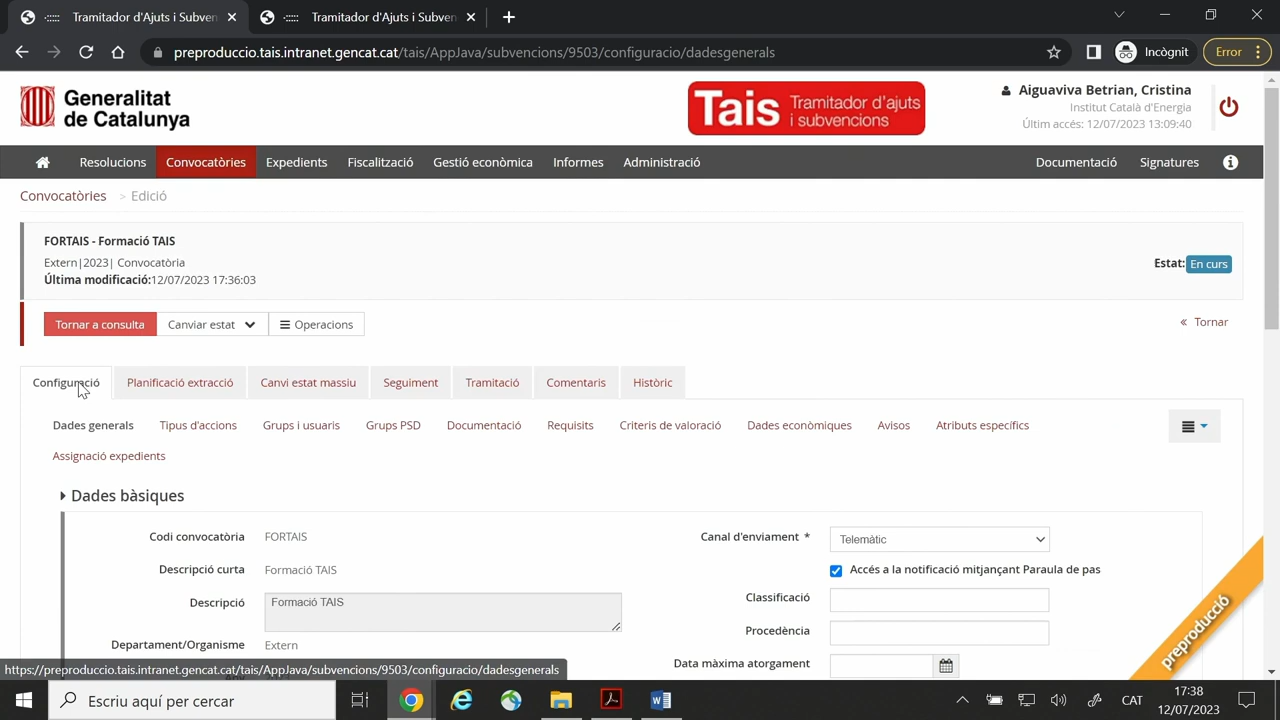 Tramitador d'Ajuts i Subven
Tramitador d'Ajuts i Subven
preproduccio.tais.intranet.gencat.cat/tais/AppJava/subvencions/9503/configuracio/dadesgenerals
Incògnit
Error
Generalitat
de Catalunya
Tais Tramitador d'ajuts
i subvencions
Aiguaviva Betrian, Cristina
Institut Català d'Energia
Últim accés: 12/07/2023 13:09:40
Resolucions Convocatòries Expedients Fiscalització Gestió econòmica Informes Administració Documentació Signatures
Convocatòries > Edició
FORTAIS - Formació TAIS
Extern|2023| Convocatòria
Última modificació:12/07/2023 17:36:03
Estat: En curs
Tornar a consulta Canviar estat Operacions
« Tornar
Configuració Planificació extracció Canvi estat massiu Seguiment Tramitació Comentaris Històric
Dades generals Tipus d'accions Grups i usuaris Grups PSD Documentació Requisits Criteris de valoració Dades econòmiques Avisos Atributs específics
Assignació expedients
Dades bàsiques
Codi convocatòria FORTAIS
Canal d'enviament * Telemàtic
Descripció curta Formació TAIS
Accés a la notificació mitjançant Paraula de pas
Descripció Formació TAIS
Classificació
Procedència
Departament/Organisme Extern
Data màxima atorgament
preproducció
https://preproduccio.tais.intranet.gencat.cat/tais/AppJava/subvencions/9503/configuracio/dadesgenerals
Escriu aquí per cercar
CAT
17:38
12/07/2023